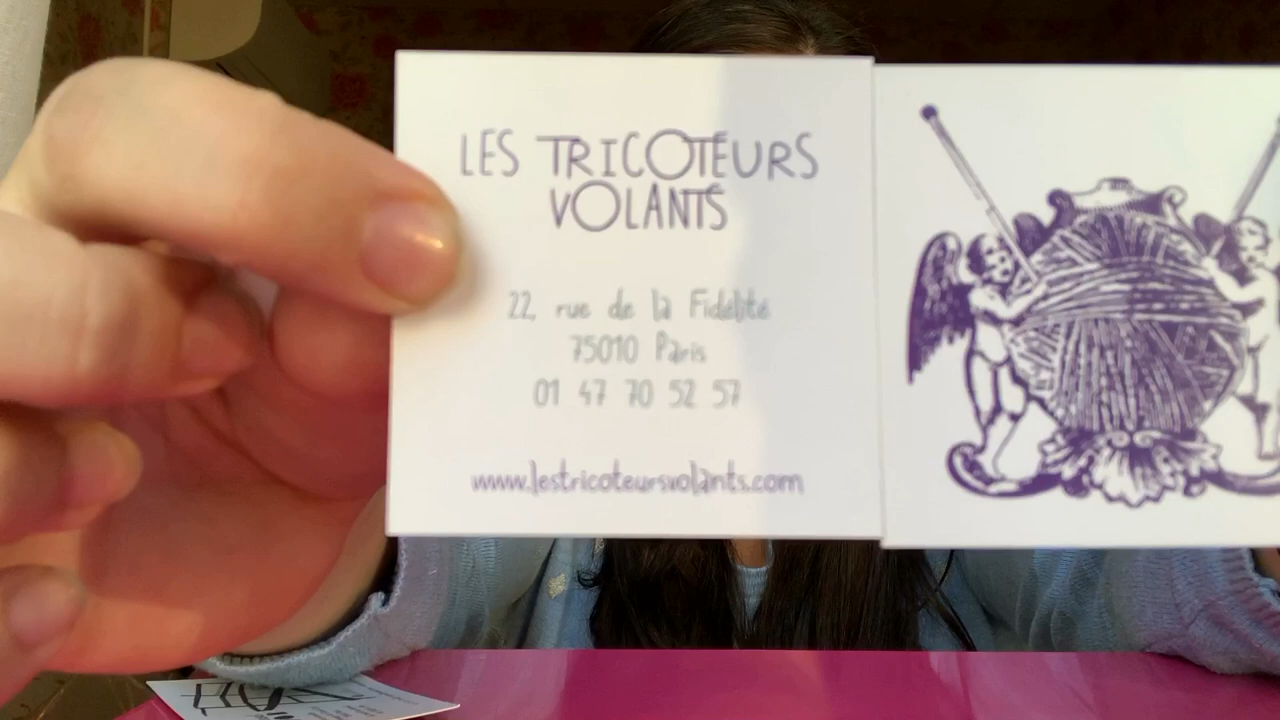 LES TRICOTEURS
VOLANTS
22, rue de la Fidélité
75010 Paris
01 47 70 52 57
www.lestricoteursvolants.com